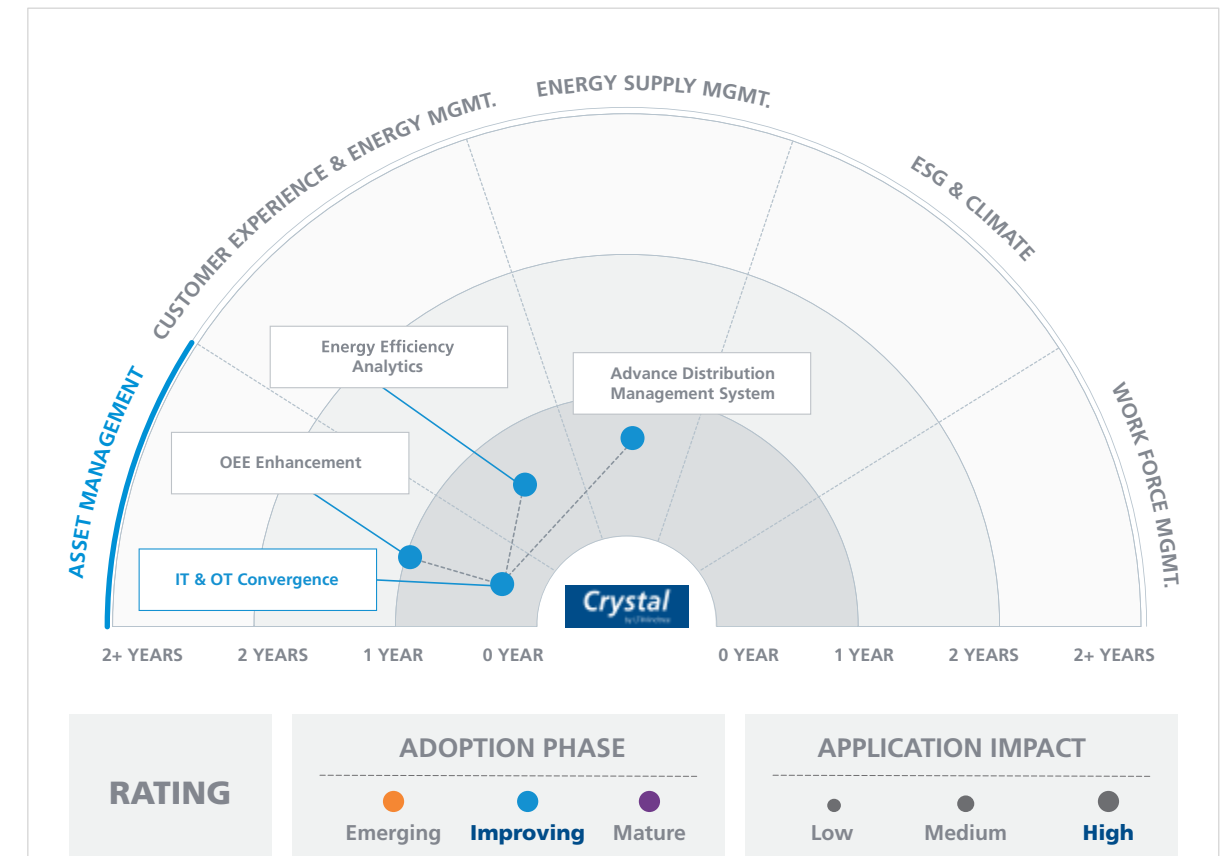 ENERGY SUPPLY MGMT.
CUSTOMER EXPERIENCE & ENERGY MGMT.
ESG & CLIMATE
Energy Efficiency
Analytics
Advance Distribution
Management System
ASSET MANAGEMENT
WORK FORCE MGMT.
OEE Enhancement
IT & OT Convergence
Crystal
2+ YEARS
2 YEARS
1 YEAR
0 YEAR
0 YEAR
1 YEAR
2 YEARS
2+ YEARS
RATING
ADOPTION PHASE
Emerging
Improving
Mature
APPLICATION IMPACT
Low
Medium
High